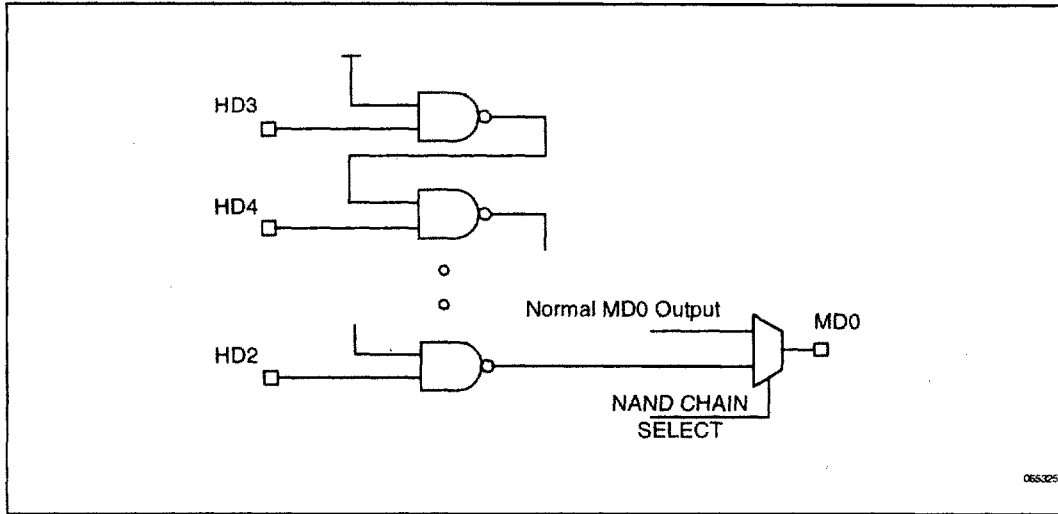 HD3
HD4
Normal MD0 Output
MD0
HD2
NAND CHAIN
SELECT
065325